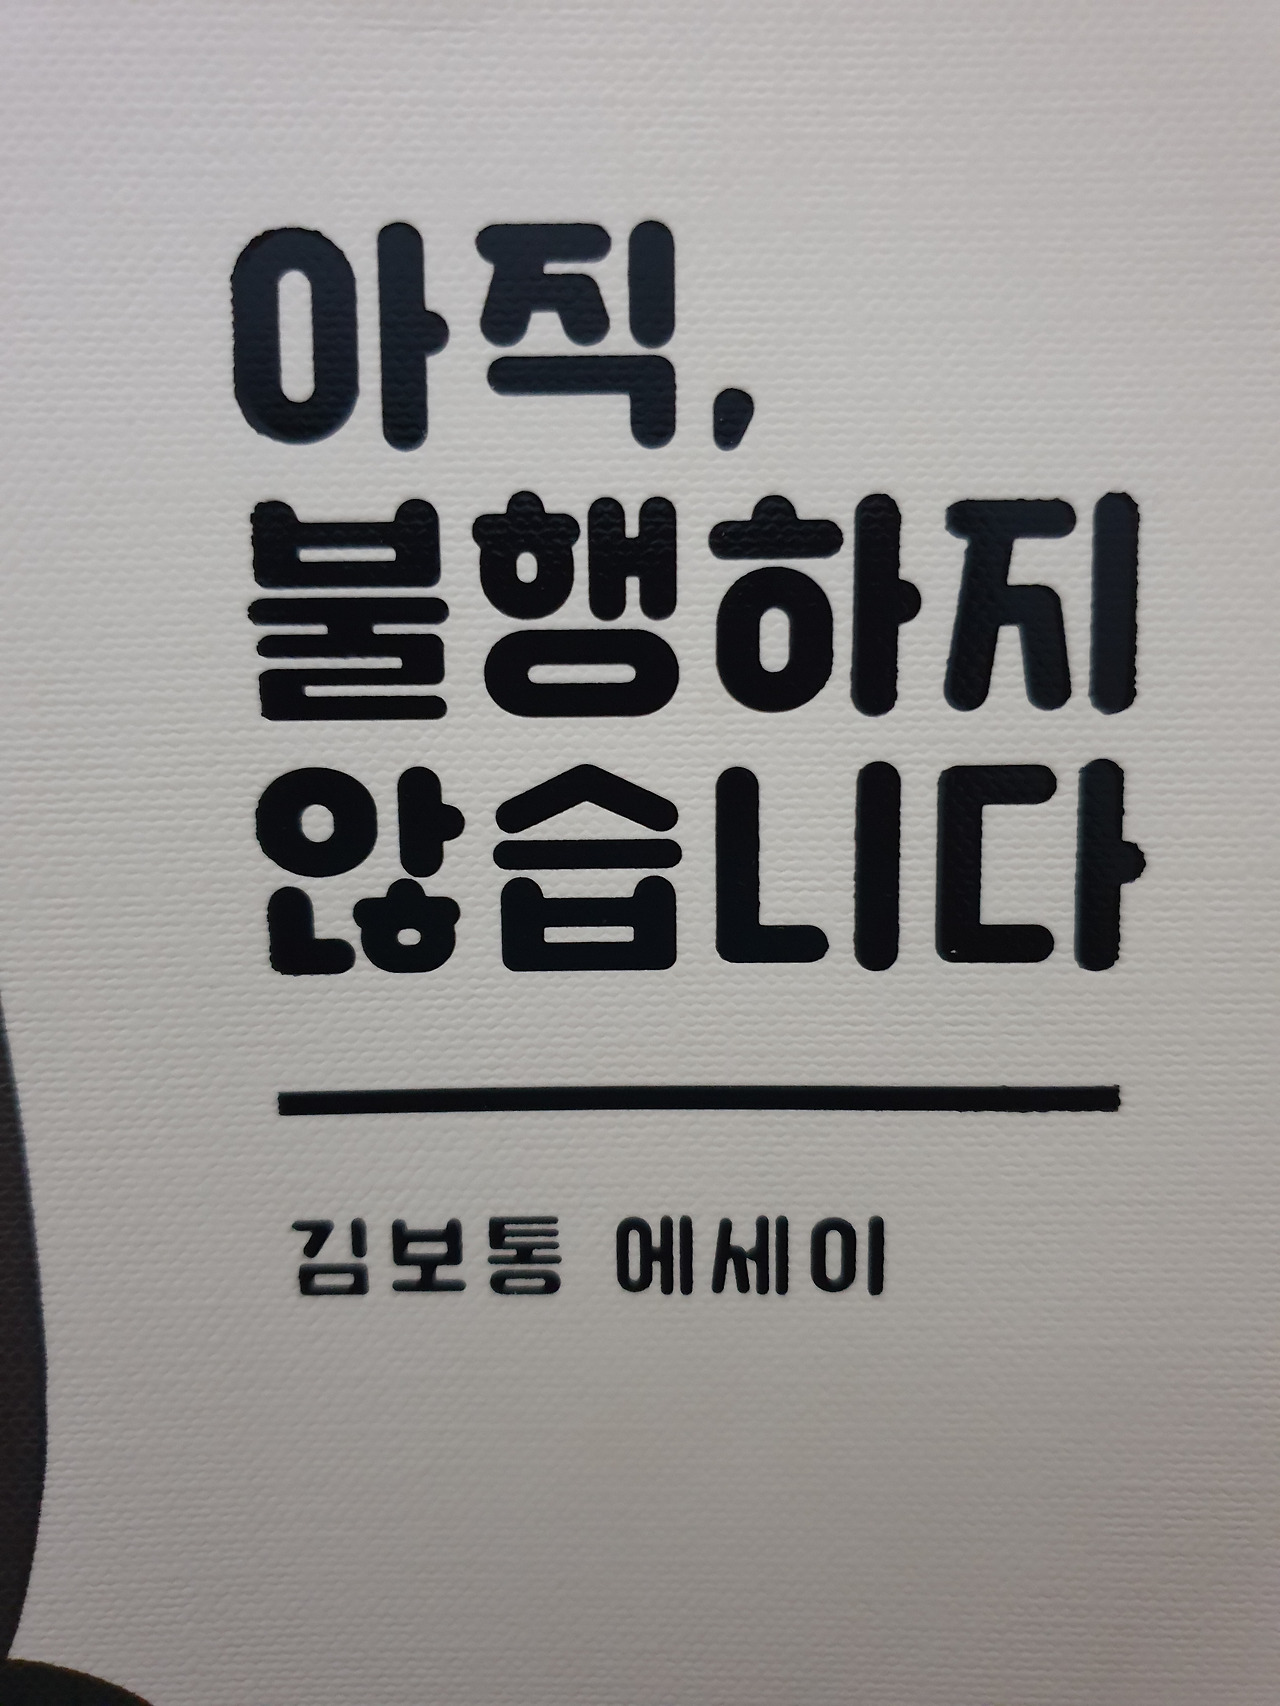 아직,
불행하지
않습니다
김보통 에세이